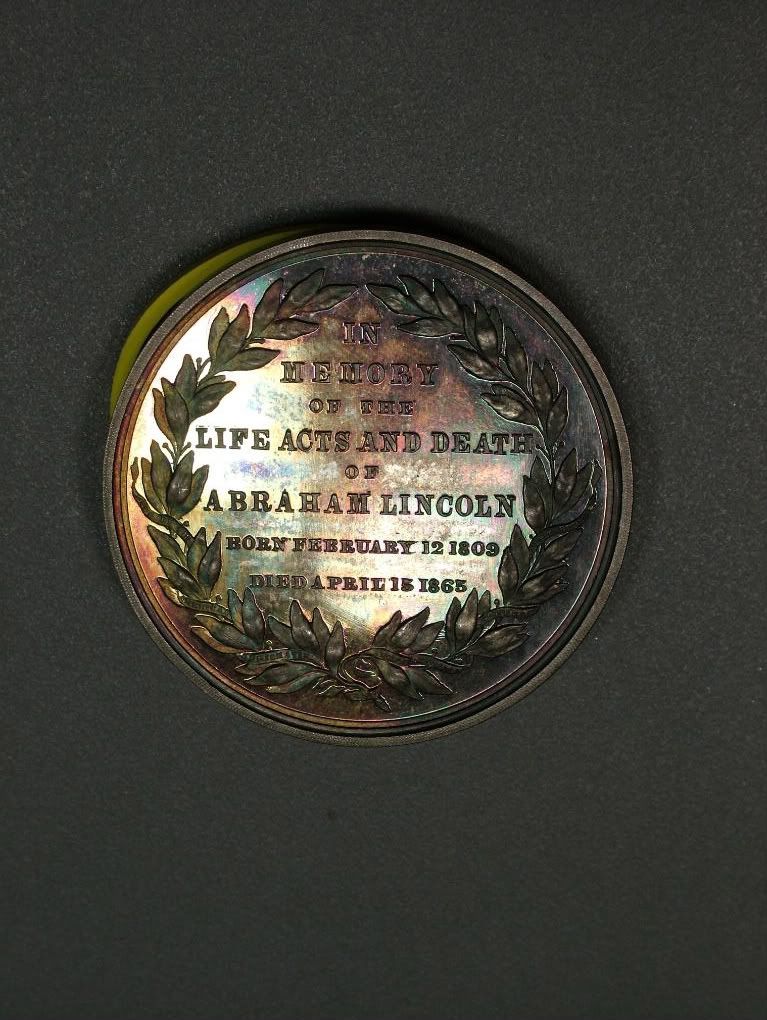 IN
MEMORY
OF THE
LIFE ACTS AND DEATH
OF
ABRAHAM LINCOLN
BORN FEBRUARY 12 1809
DIED APRIL 15 1865